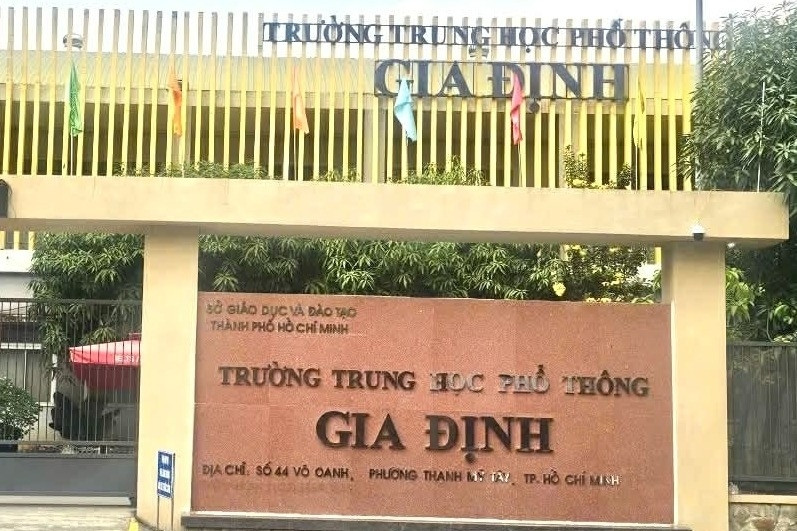 TRƯỜNG TRUNG HỌC PHỔ THÔNG
GIA ĐỊNH
SỞ GIÁO DỤC VÀ ĐÀO TẠO
THÀNH PHỐ HỒ CHÍ MINH
TRƯỜNG TRUNG HỌC PHỔ THÔNG
GIA ĐỊNH
ĐỊA CHỈ: SỐ 44 VÕ OANH, PHƯỜNG THẠNH MỸ TÂY, TP. HỒ CHÍ MINH